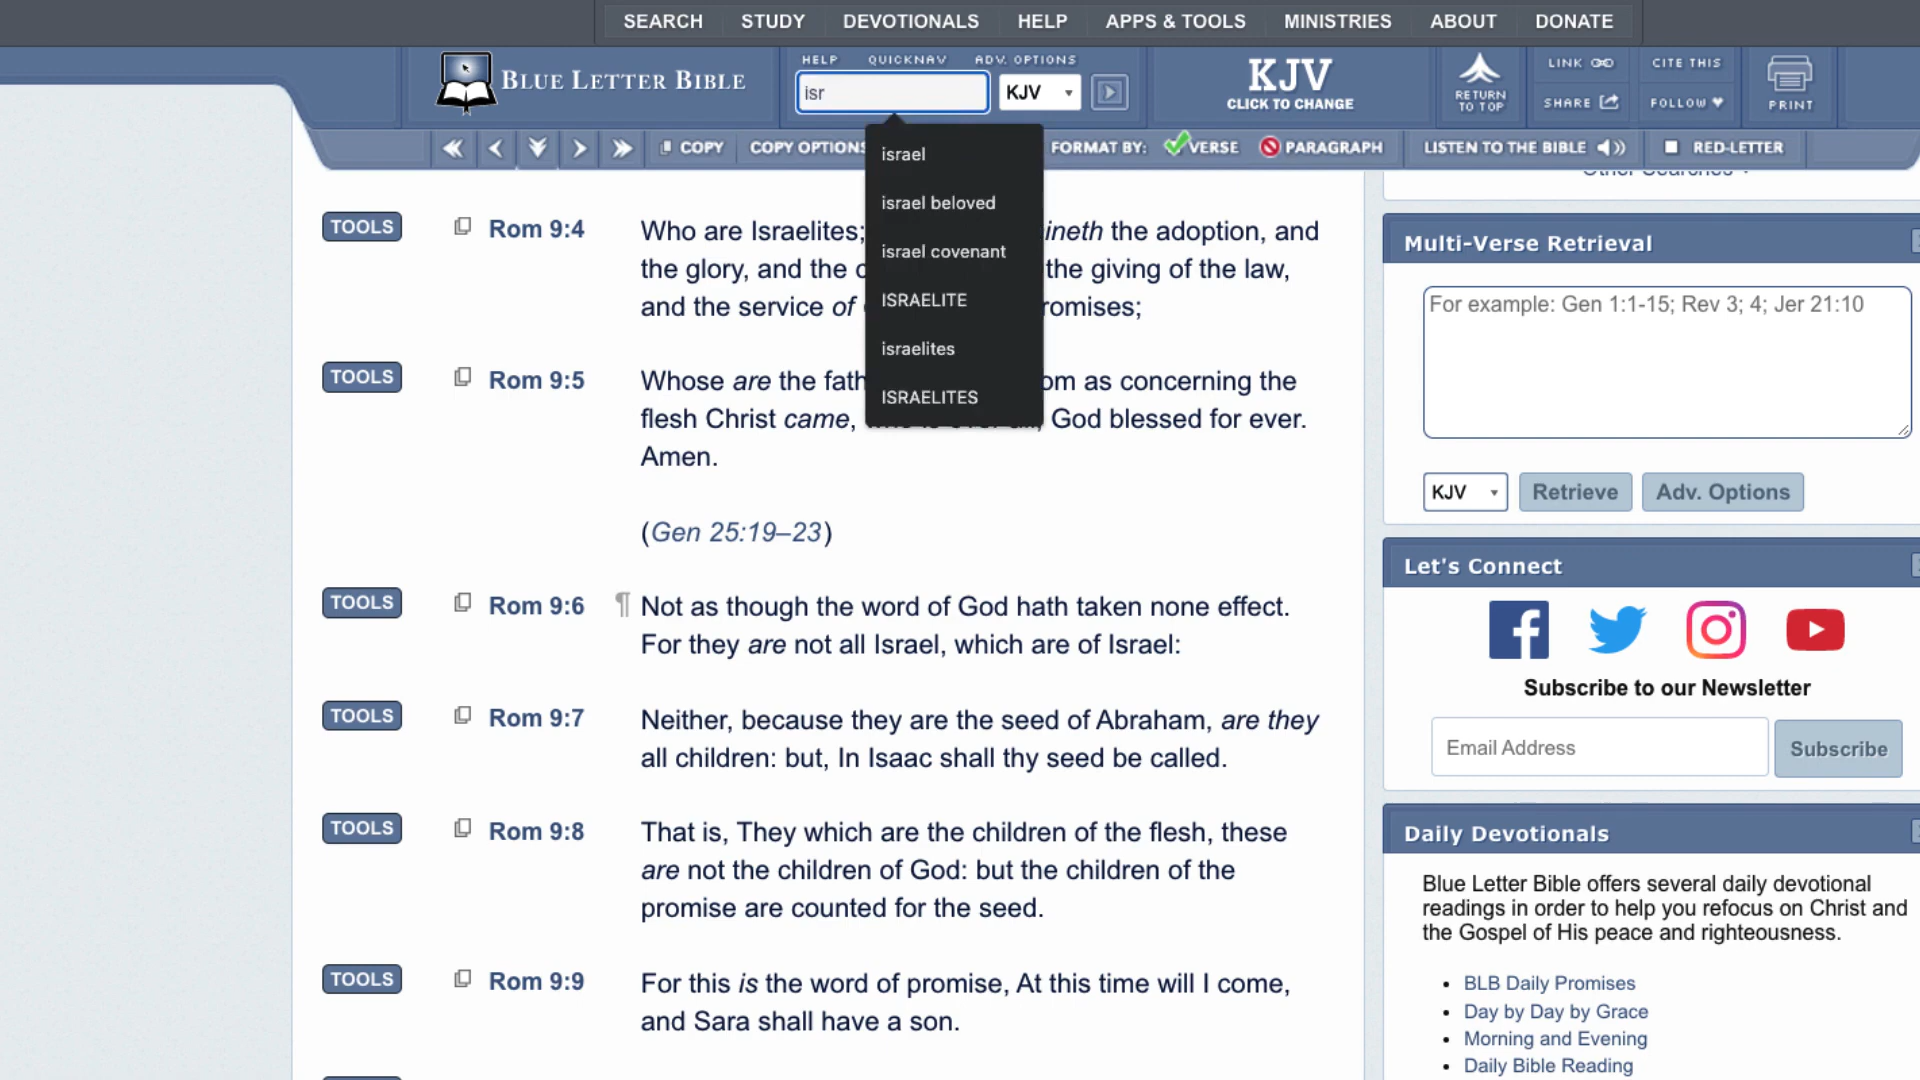 SEARCH STUDY DEVOTIONALS HELP APPS & TOOLS MINISTRIES ABOUT DONATE
BLUE LETTER BIBLE
HELP QUICKNAV ADV. OPTIONS
isr
KJV
KJV
CLICK TO CHANGE
RETURN
TO TOP
LINK
SHARE
CITE THIS
FOLLOW
PRINT
COPY
COPY OPTIONS
FORMAT BY: VERSE PARAGRAPH
LISTEN TO THE BIBLE
RED-LETTER
israel
israel beloved
israel covenant
ISRAELITE
israelites
ISRAELITES
TOOLS Rom 9:4 Who are Israelites; ineth the adoption, and
the glory, and the the giving of the law,
and the service of romises;
TOOLS Rom 9:5 Whose are the fath om as concerning the
flesh Christ came, God blessed for ever.
Amen.
(Gen 25:19–23)
TOOLS Rom 9:6 ¶ Not as though the word of God hath taken none effect.
For they are not all Israel, which are of Israel:
TOOLS Rom 9:7 Neither, because they are the seed of Abraham, are they
all children: but, In Isaac shall thy seed be called.
TOOLS Rom 9:8 That is, They which are the children of the flesh, these
are not the children of God: but the children of the
promise are counted for the seed.
TOOLS Rom 9:9 For this is the word of promise, At this time will I come,
and Sara shall have a son.
Other Searches
Multi-Verse Retrieval
For example: Gen 1:1-15; Rev 3; 4; Jer 21:10
KJV Retrieve Adv. Options
Let's Connect
Subscribe to our Newsletter
Email Address Subscribe
Daily Devotionals
Blue Letter Bible offers several daily devotional
readings in order to help you refocus on Christ and
the Gospel of His peace and righteousness.
• BLB Daily Promises
• Day by Day by Grace
• Morning and Evening
• Daily Bible Reading